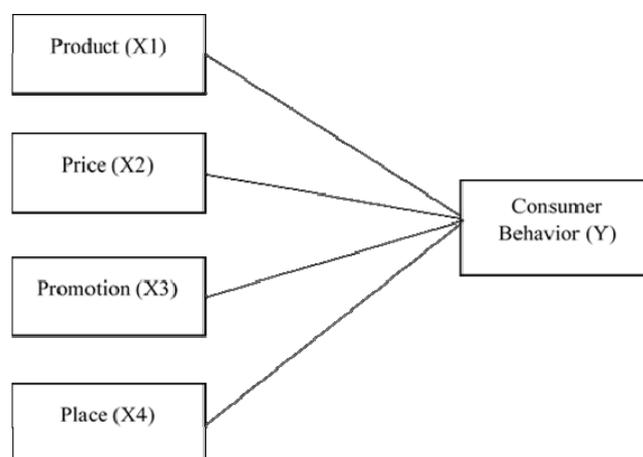 Product (X1)
Price (X2)
Promotion (X3)
Place (X4)
Consumer
Behavior (Y)